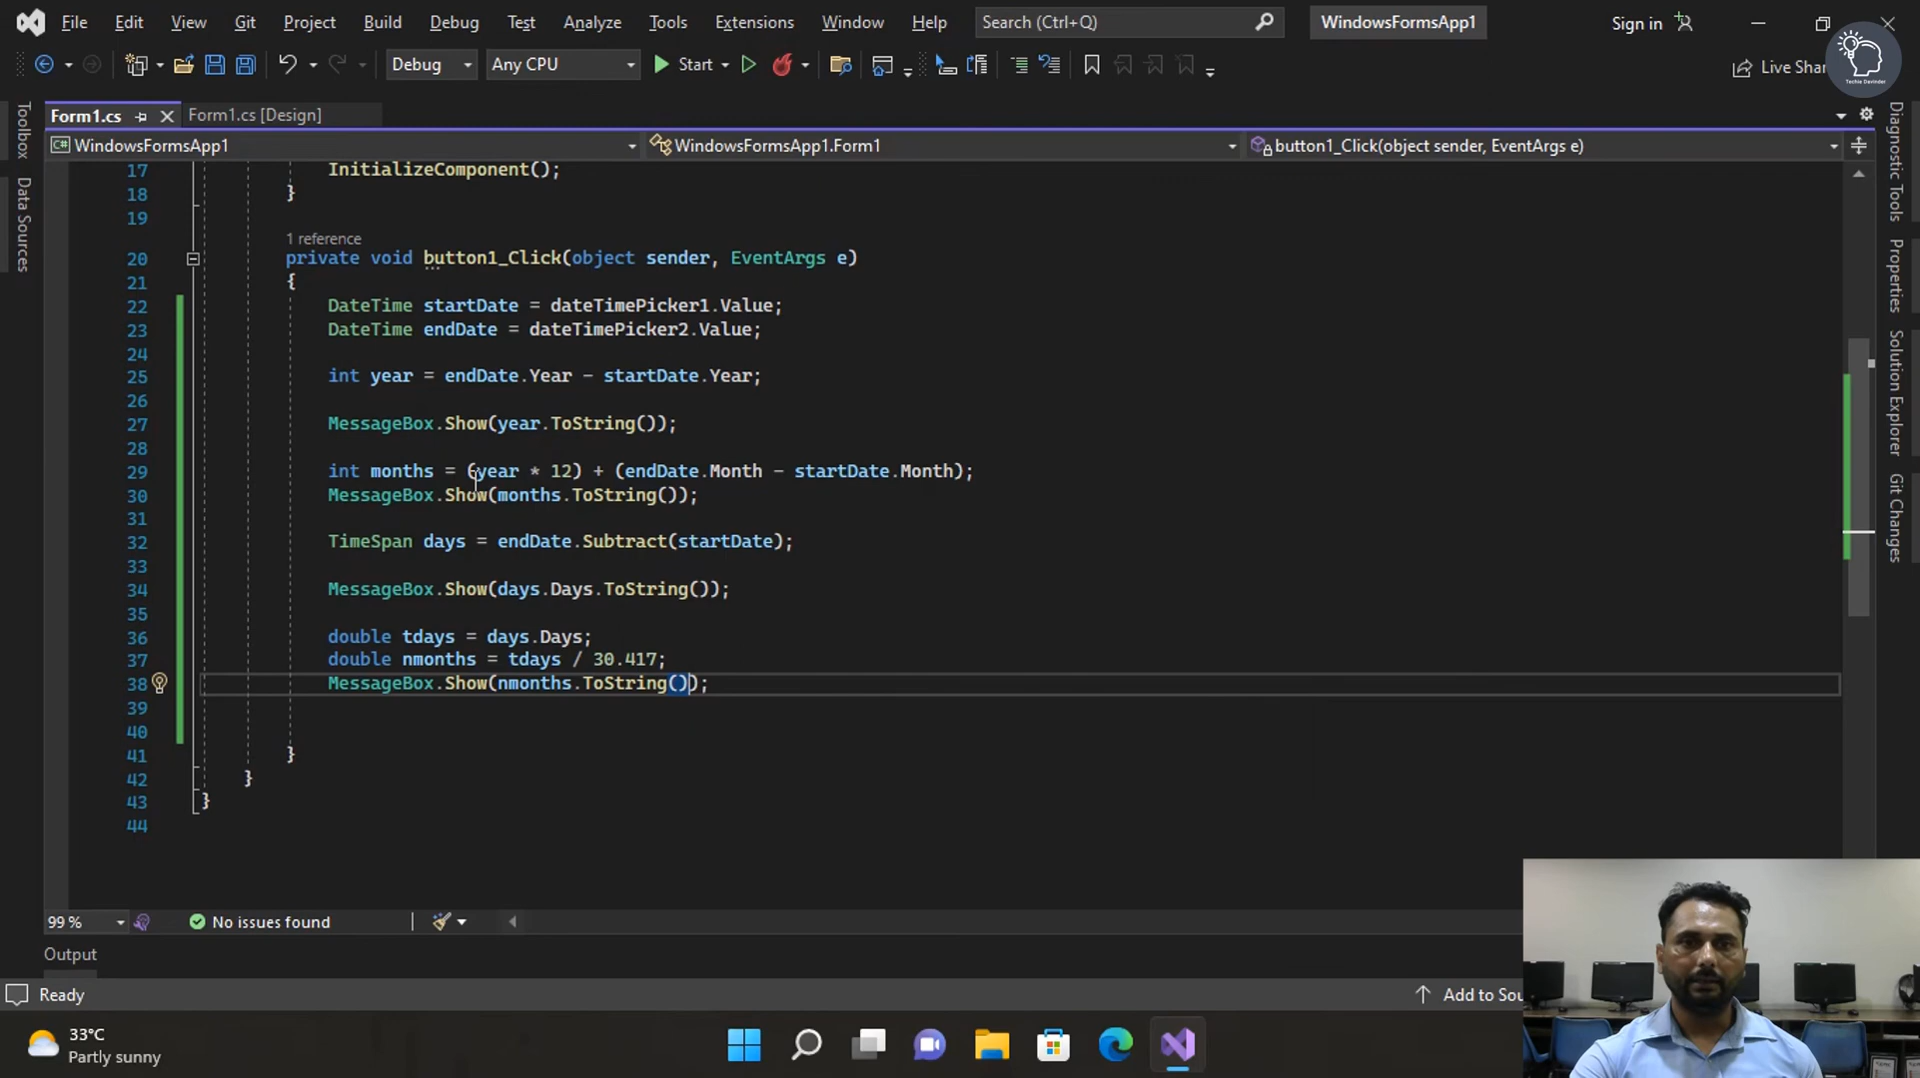 File Edit View Git Project Build Debug Test Analyze Tools Extensions Window Help Search (Ctrl+Q) WindowsFormsApp1 Sign in
Debug Any CPU Start Live Shar
Techie Davinder
Form1.cs Form1.cs [Design]
WindowsFormsApp1 WindowsFormsApp1.Form1 button1_Click(object sender, EventArgs e)
Toolbox
Data Sources
Diagnostic Tools
Properties
Solution Explorer
Git Changes
17 InitializeComponent();
18 }
19
1 reference
20 private void button1_Click(object sender, EventArgs e)
21 {
22 DateTime startDate = dateTimePicker1.Value;
23 DateTime endDate = dateTimePicker2.Value;
24
25 int year = endDate.Year - startDate.Year;
26
27 MessageBox.Show(year.ToString());
28
29 int months = (year * 12) + (endDate.Month - startDate.Month);
30 MessageBox.Show(months.ToString());
31
32 TimeSpan days = endDate.Subtract(startDate);
33
34 MessageBox.Show(days.Days.ToString());
35
36 double tdays = days.Days;
37 double nmonths = tdays / 30.417;
38 MessageBox.Show(nmonths.ToString());
39
40
41 }
42 }
43 }
44
99 % No issues found
Output
Ready Add to Sou
33°C
Partly sunny